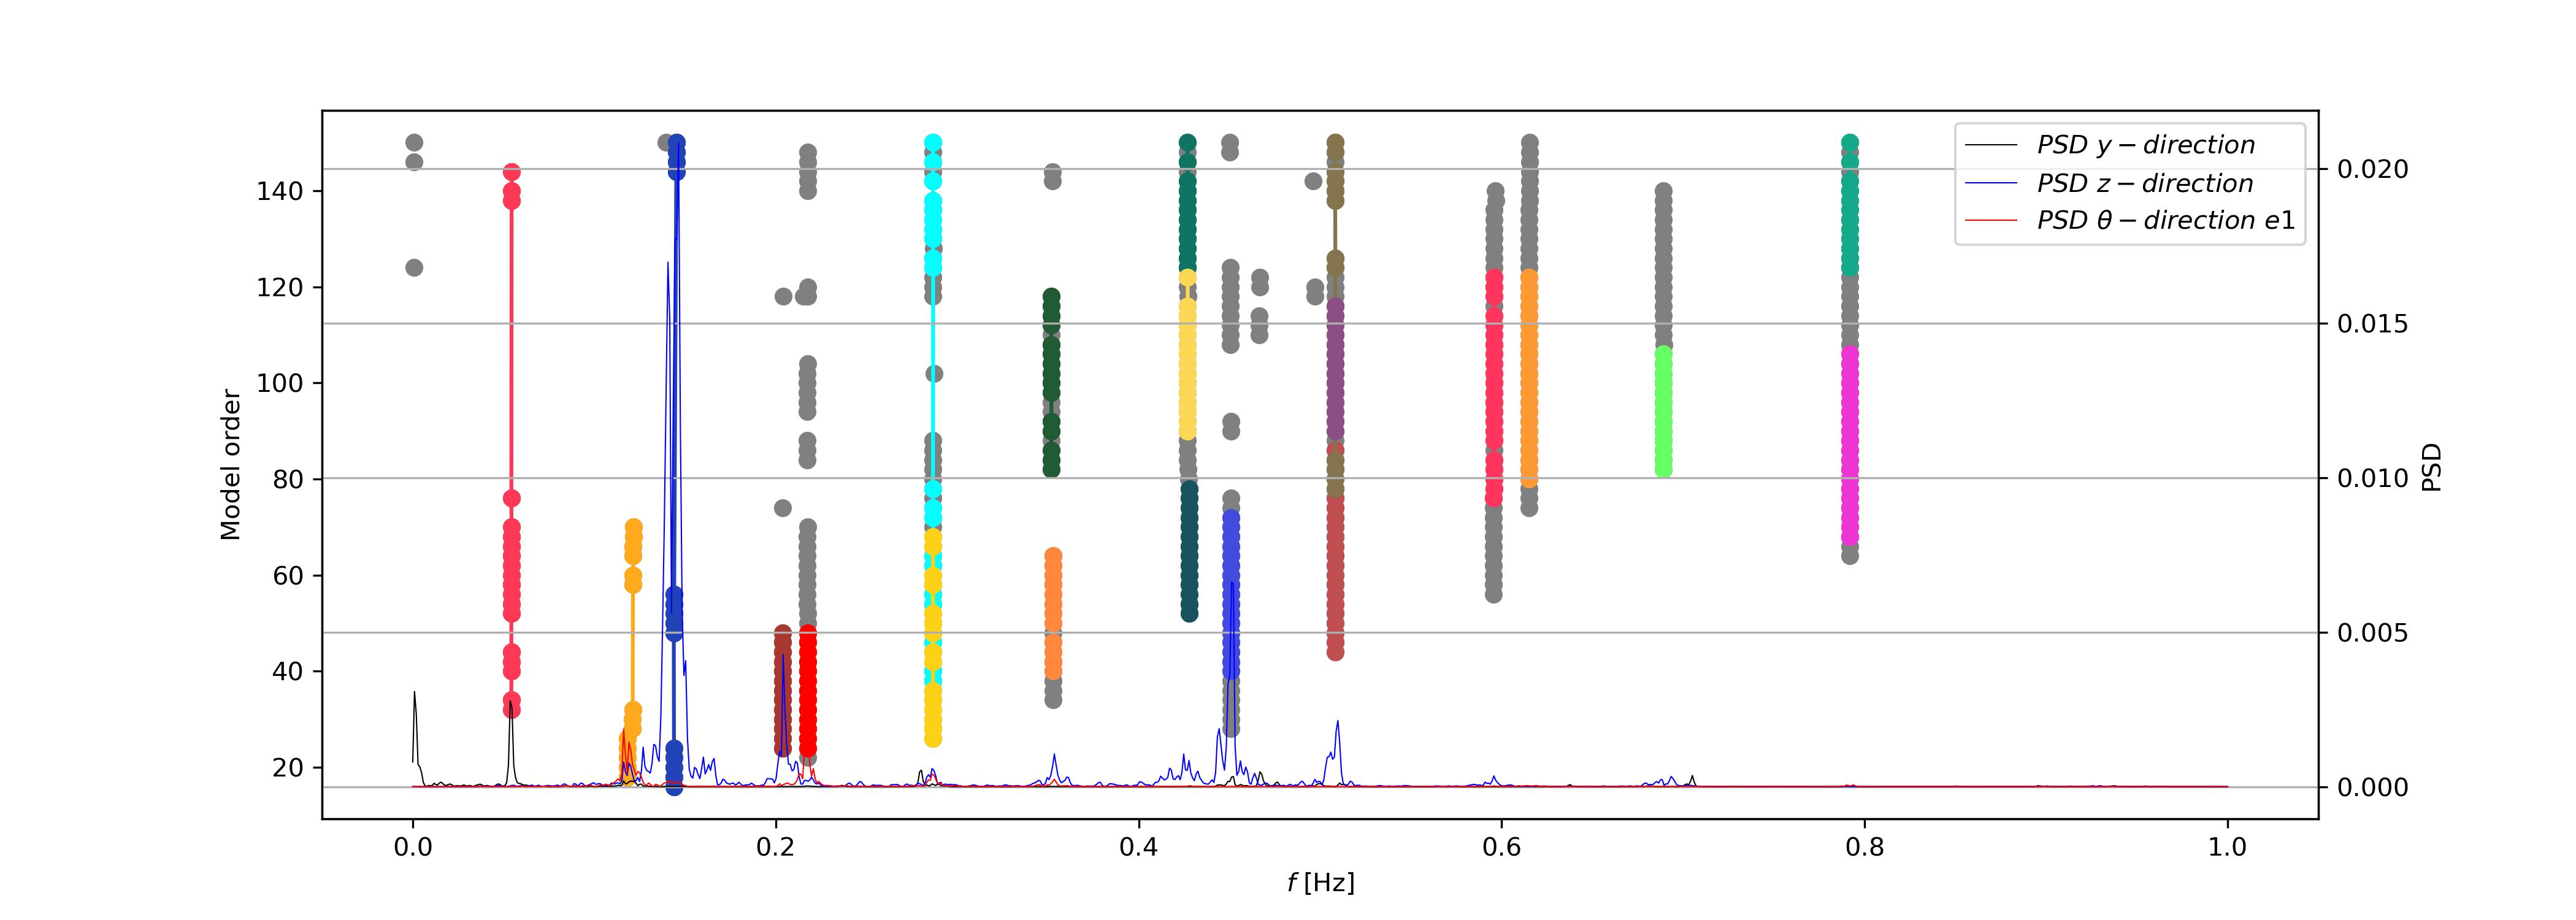 PSD y − direction
PSD z − direction
PSD θ − direction e1
140
120
100
80
60
40
20
Model order
0.020
0.015
0.010
0.005
0.000
PSD
0.0 0.2 0.4 0.6 0.8 1.0
f [Hz]